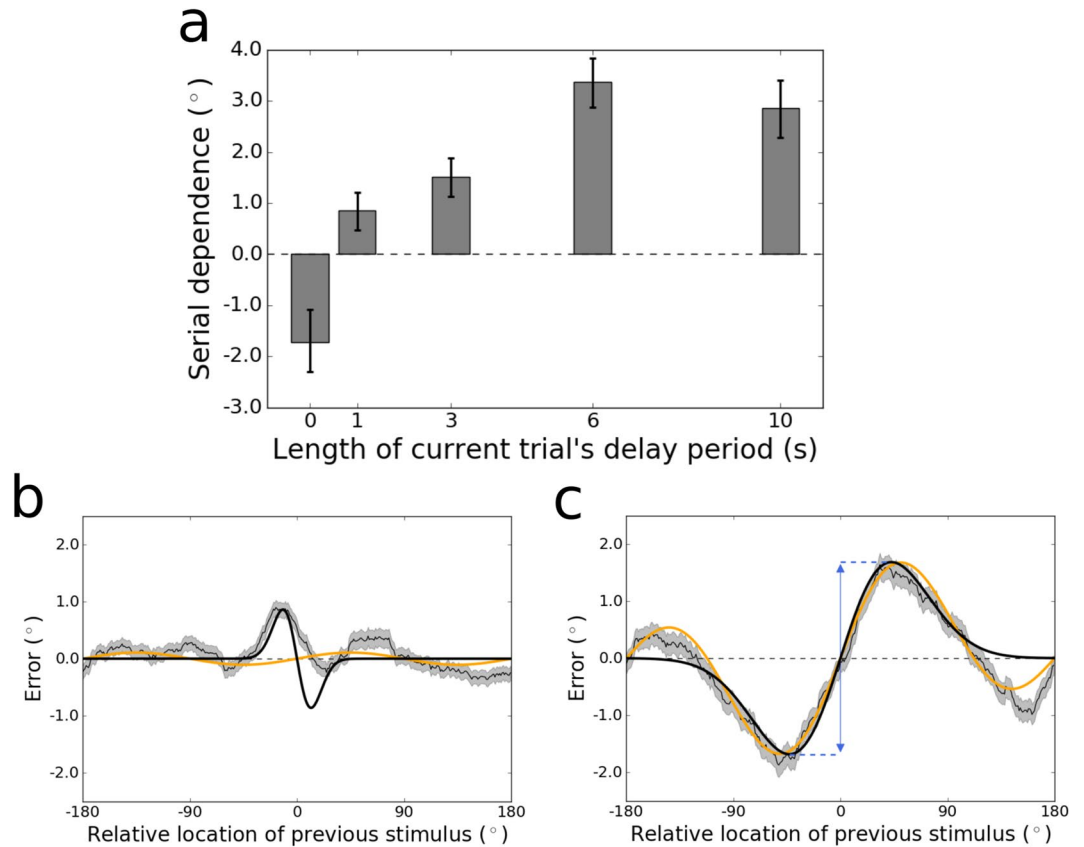 a
4.0
3.0
2.0
1.0
0.0
-1.0
-2.0
-3.0
Serial dependence (°)
0 1 3 6 10
Length of current trial's delay period (s)
b
2.0
1.0
0.0
-1.0
-2.0
Error (°)
-180 -90 0 90 180
Relative location of previous stimulus (°)
c
2.0
1.0
0.0
-1.0
-2.0
Error (°)
-180 -90 0 90 180
Relative location of previous stimulus (°)